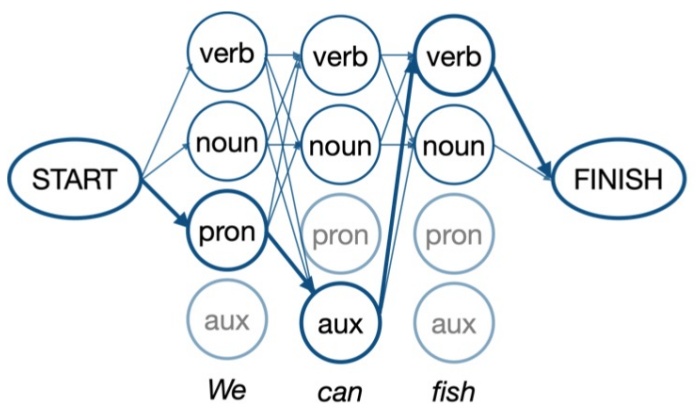 verb verb verb
noun noun noun
START FINISH
pron pron pron
aux aux aux
We can fish